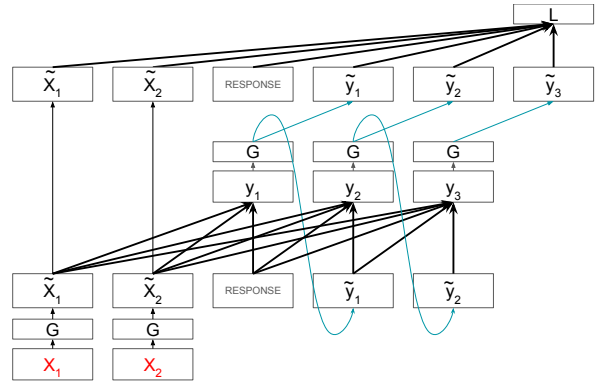 L
X̃₁ X̃₂ RESPONSE ỹ₁ ỹ₂ ỹ₃
G G G
y₁ y₂ y₃
X̃₁ X̃₂ RESPONSE ỹ₁ ỹ₂
G G
X₁ X₂